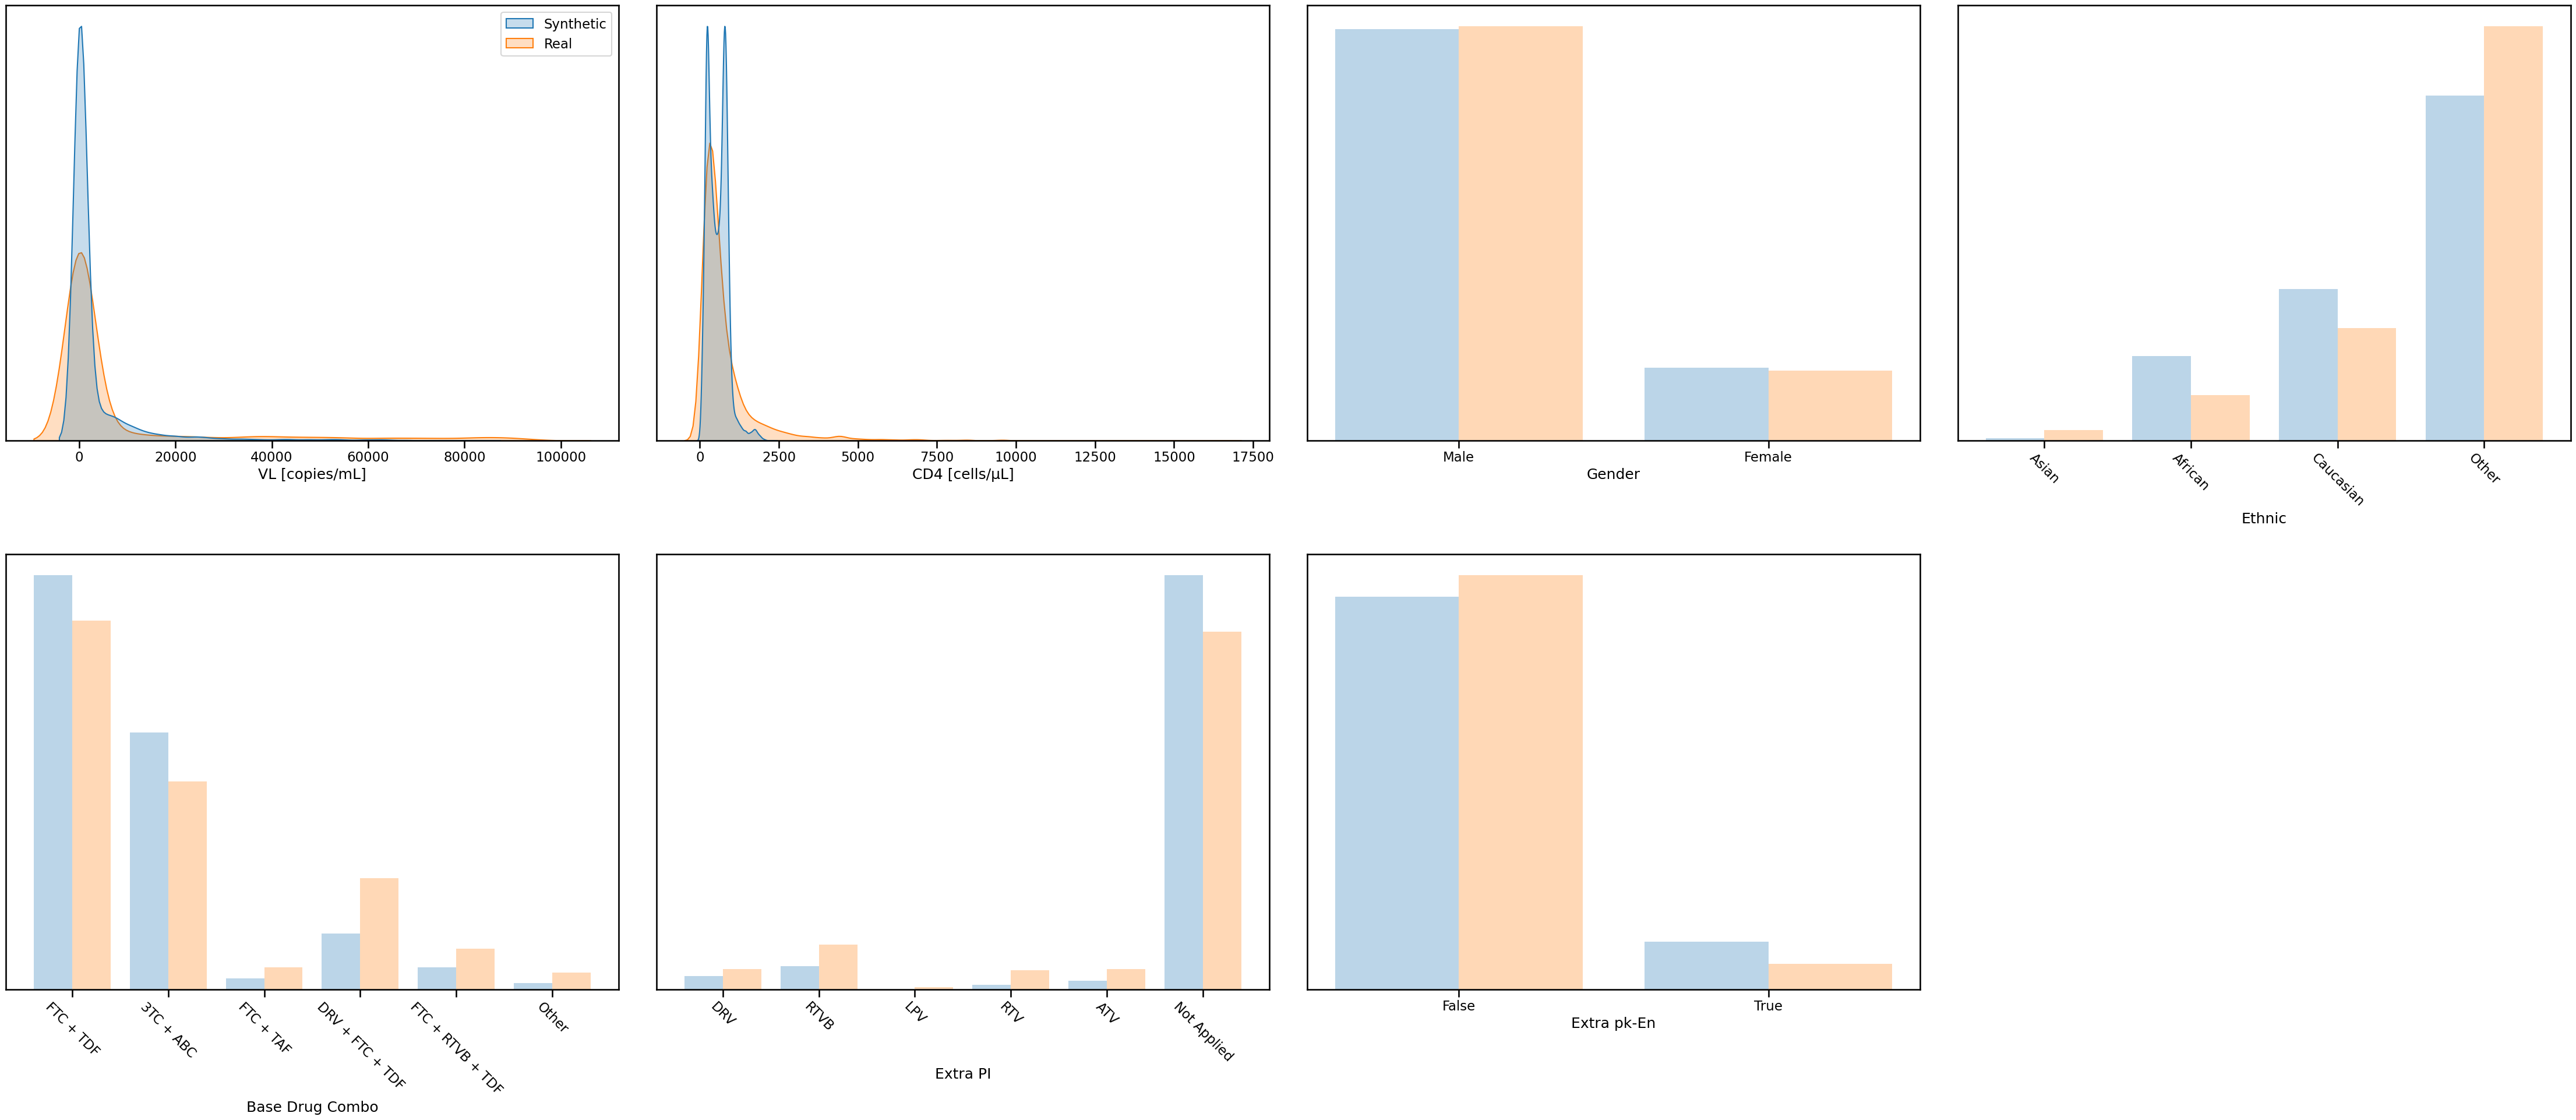 Synthetic
Real
0 20000 40000 60000 80000 100000
VL [copies/mL]
0 2500 5000 7500 10000 12500 15000 17500
CD4 [cells/μL]
Male Female
Gender
Asian African Caucasian Other
Ethnic
FTC + TDF 3TC + ABC FTC + TAF DRV + FTC + TDF FTC + RTVB + TDF Other
Base Drug Combo
DRV RTVB LPV RTV ATV Not Applied
Extra PI
False True
Extra pk-En